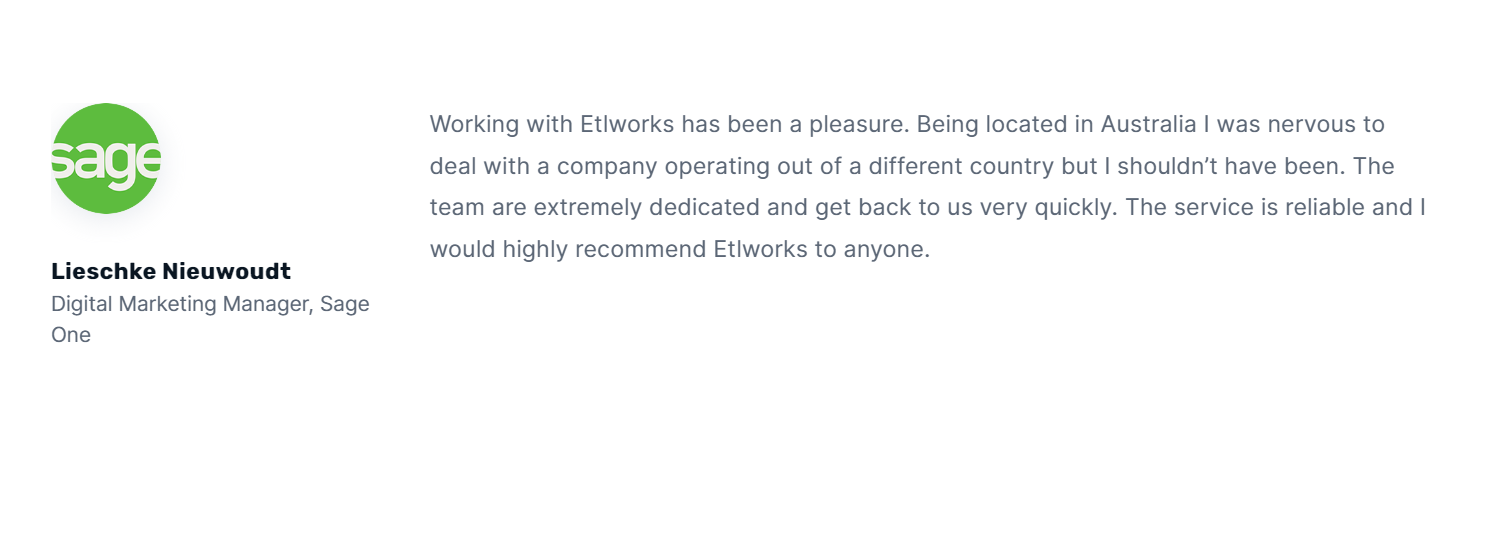 sage
Lieschke Nieuwoudt
Digital Marketing Manager, Sage
One
Working with Etlworks has been a pleasure. Being located in Australia I was nervous to
deal with a company operating out of a different country but I shouldn’t have been. The
team are extremely dedicated and get back to us very quickly. The service is reliable and I
would highly recommend Etlworks to anyone.